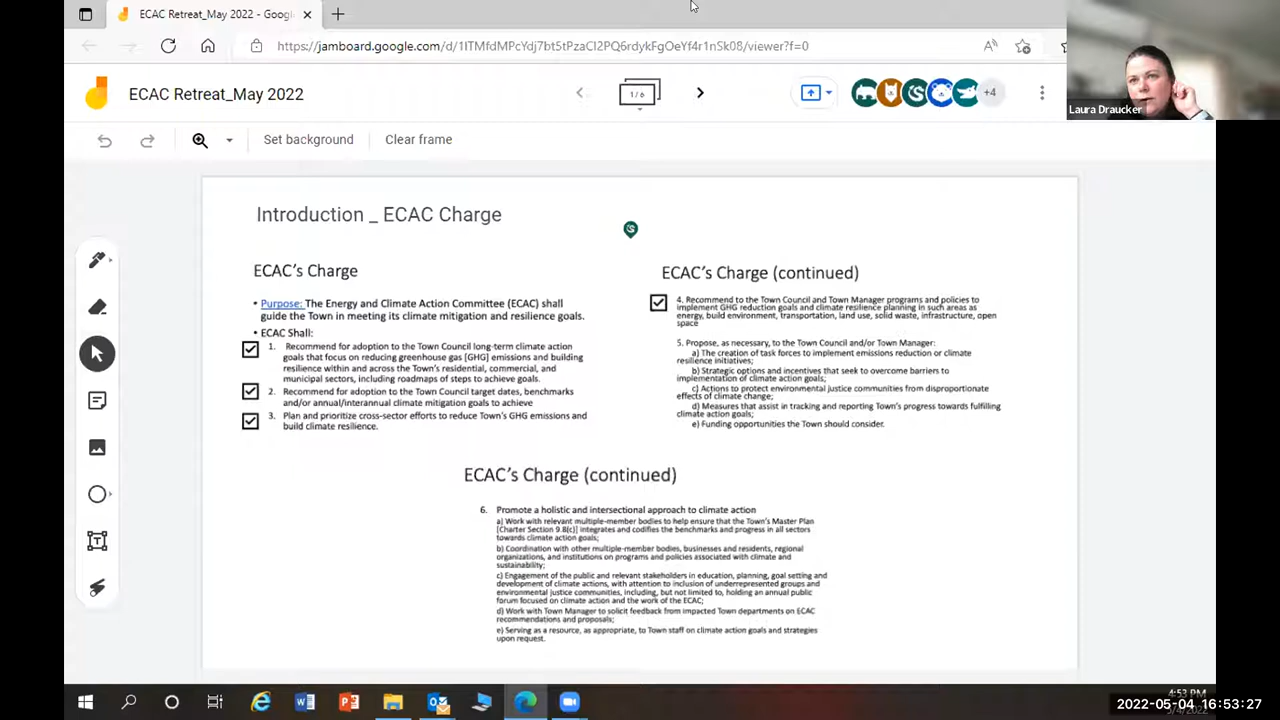 ECAC Retreat_May 2022 - Google
https://jamboard.google.com/d/1ITMfdMPcYdj7bt5tPzaCI2PQ6rdykFgOeYf4r1nSk08/viewer?f=0
Laura Draucker
ECAC Retreat_May 2022
1/6
+4
Set background
Clear frame
Introduction _ ECAC Charge
ECAC's Charge
• Purpose: The Energy and Climate Action Committee (ECAC) shall
guide the Town in meeting its climate mitigation and resilience goals.
• ECAC Shall:
1. Recommend for adoption to the Town Council long-term climate action
goals that focus on reducing greenhouse gas [GHG] emissions and building
resilience within and across the Town's residential, commercial, and
municipal sectors, including roadmaps of steps to achieve goals.
2. Recommend for adoption to the Town Council target dates, benchmarks
and/or annual/interannual climate mitigation goals to achieve
3. Plan and prioritize cross-sector efforts to reduce Town's GHG emissions and
build climate resilience.
ECAC's Charge (continued)
4. Recommend to the Town Council and Town Manager programs and policies to
implement GHG reduction goals and climate resilience planning in such areas as
energy, build environment, transportation, land use, solid waste, infrastructure, open
space
5. Propose, as necessary, to the Town Council and/or Town Manager:
a) The creation of task forces to implement emissions reduction or climate
resilience initiatives;
b) Strategic options and incentives that seek to overcome barriers to
implementation of climate action goals;
c) Actions to protect environmental justice communities from disproportionate
effects of climate change;
d) Measures that assist in tracking and reporting Town's progress towards fulfilling
climate action goals;
e) Funding opportunities the Town should consider.
ECAC's Charge (continued)
6. Promote a holistic and intersectional approach to climate action
a) Work with relevant multiple-member bodies to help ensure that the Town's Master Plan
[Charter Section 9.8(c)] integrates and codifies the benchmarks and progress in all sectors
towards climate action goals;
b) Coordination with other multiple-member bodies, businesses and residents, regional
organizations, and institutions on programs and policies associated with climate and
sustainability;
c) Engagement of the public and relevant stakeholders in education, planning, goal setting and
development of climate actions, with attention to inclusion of underrepresented groups and
environmental justice communities, including, but not limited to, holding an annual public
forum focused on climate action and the work of the ECAC;
d) Work with Town Manager to solicit feedback from impacted Town departments on ECAC
recommendations and proposals;
e) Serving as a resource, as appropriate, to Town staff on climate action goals and strategies
upon request.
4:53 PM
2022-05-04 16:53:27